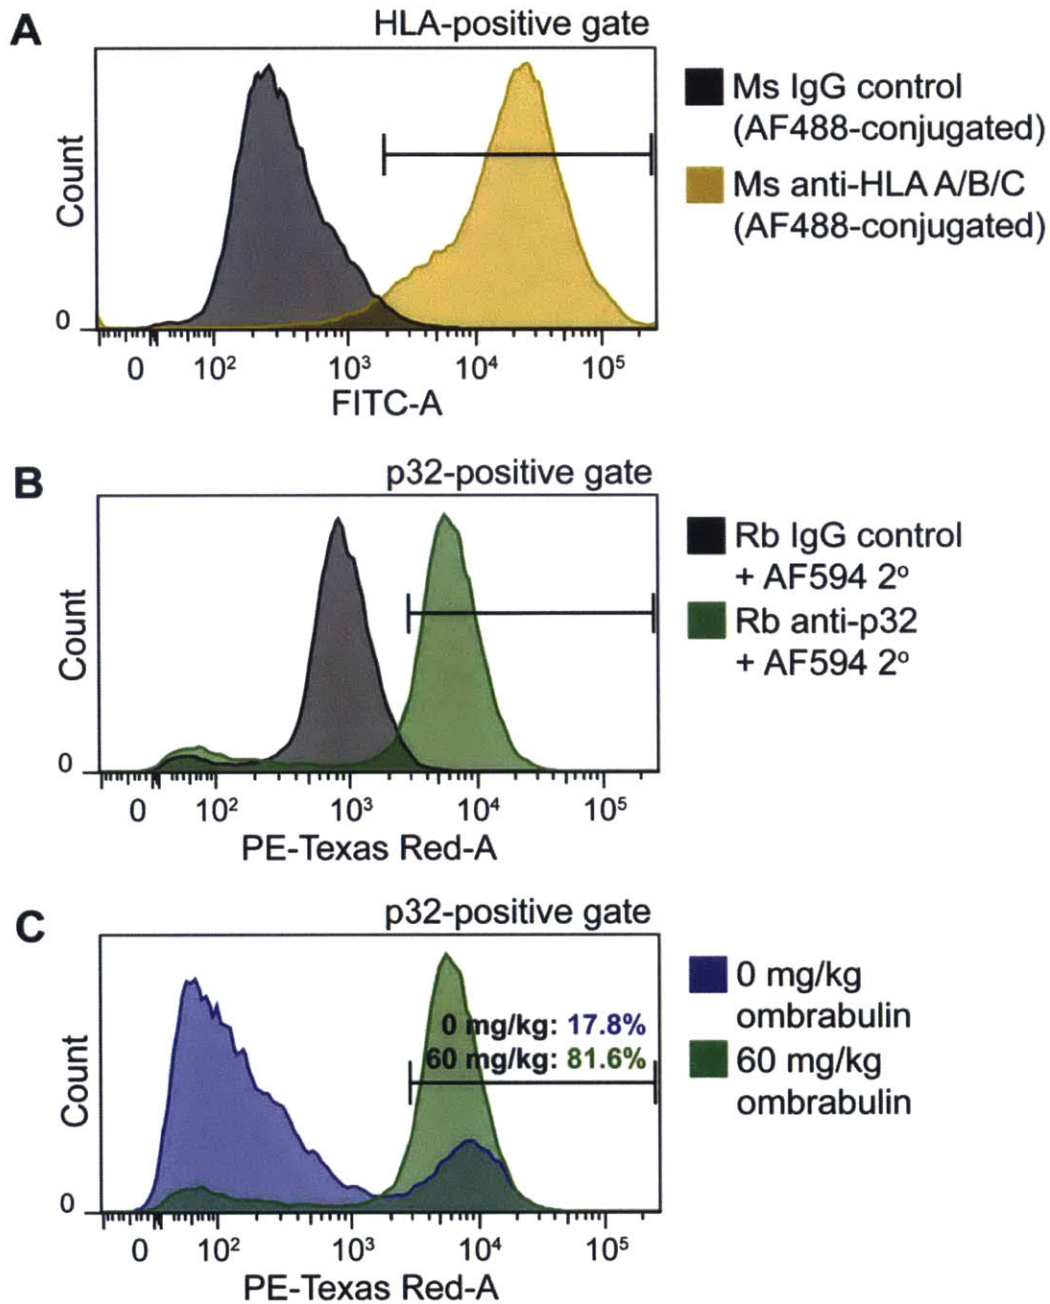 A
HLA-positive gate
Count
0
0 10² 10³ 10⁴ 10⁵
FITC-A
Ms IgG control
(AF488-conjugated)
Ms anti-HLA A/B/C
(AF488-conjugated)
B
p32-positive gate
Count
0
0 10² 10³ 10⁴ 10⁵
PE-Texas Red-A
Rb IgG control
+ AF594 2º
Rb anti-p32
+ AF594 2º
C
p32-positive gate
Count
0
0 mg/kg: 17.8%
60 mg/kg: 81.6%
0 10² 10³ 10⁴ 10⁵
PE-Texas Red-A
0 mg/kg
ombrabulin
60 mg/kg
ombrabulin